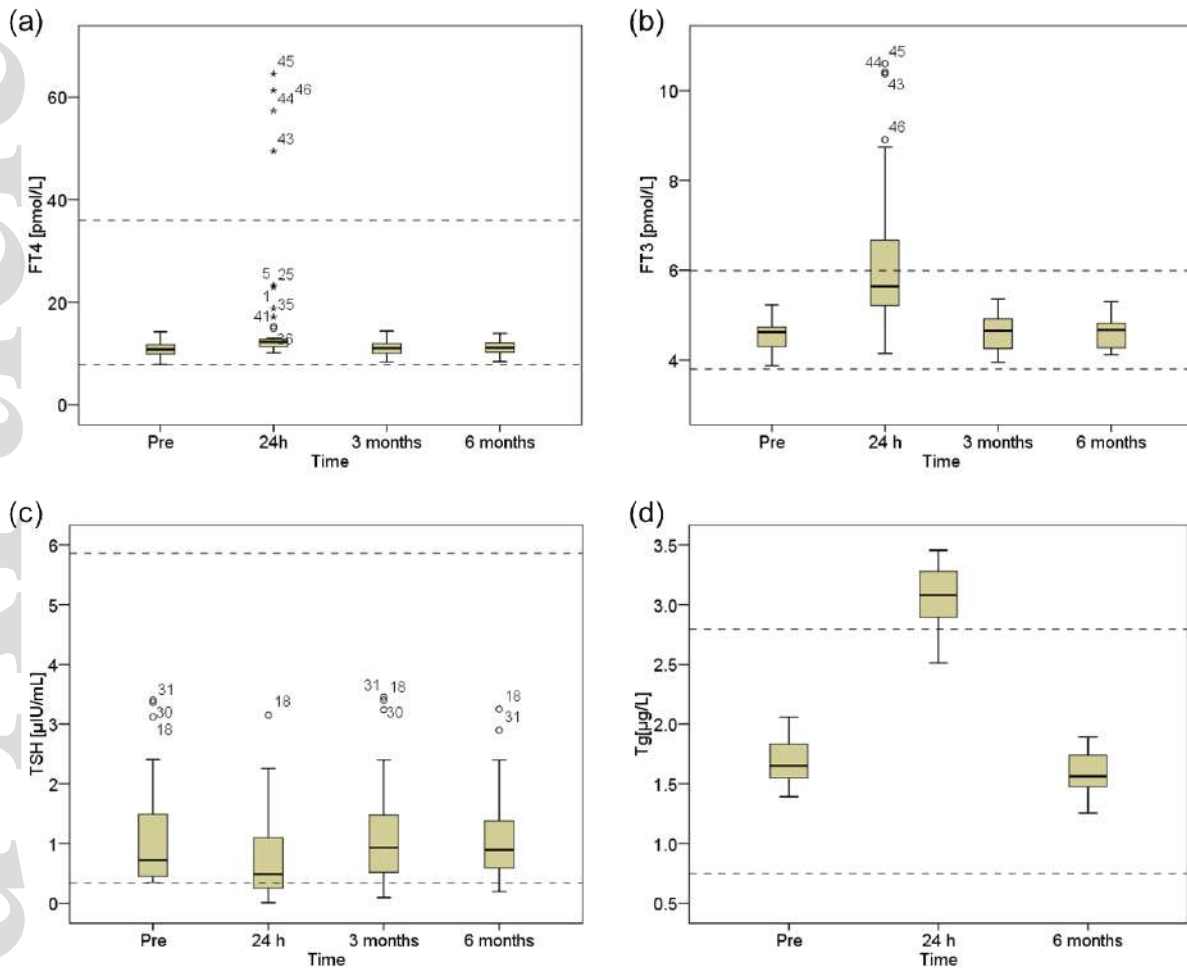 (a)
FT4 [pmol/L]
60
40
20
0
45
46
44
43
5 25
1
35
41
36
Pre 24h 3 months 6 months
Time
(b)
FT3 [pmol/L]
10
8
6
4
45
44
43
46
Pre 24 h 3 months 6 months
Time
(c)
TSH [µIU/mL]
6
5
4
3
2
1
0
31
30
18
18
31 18
30
18
31
Pre 24 h 3 months 6 months
Time
(d)
Tg[µg/L]
3.5
3.0
2.5
2.0
1.5
1.0
0.5
Pre 24 h 6 months
Time